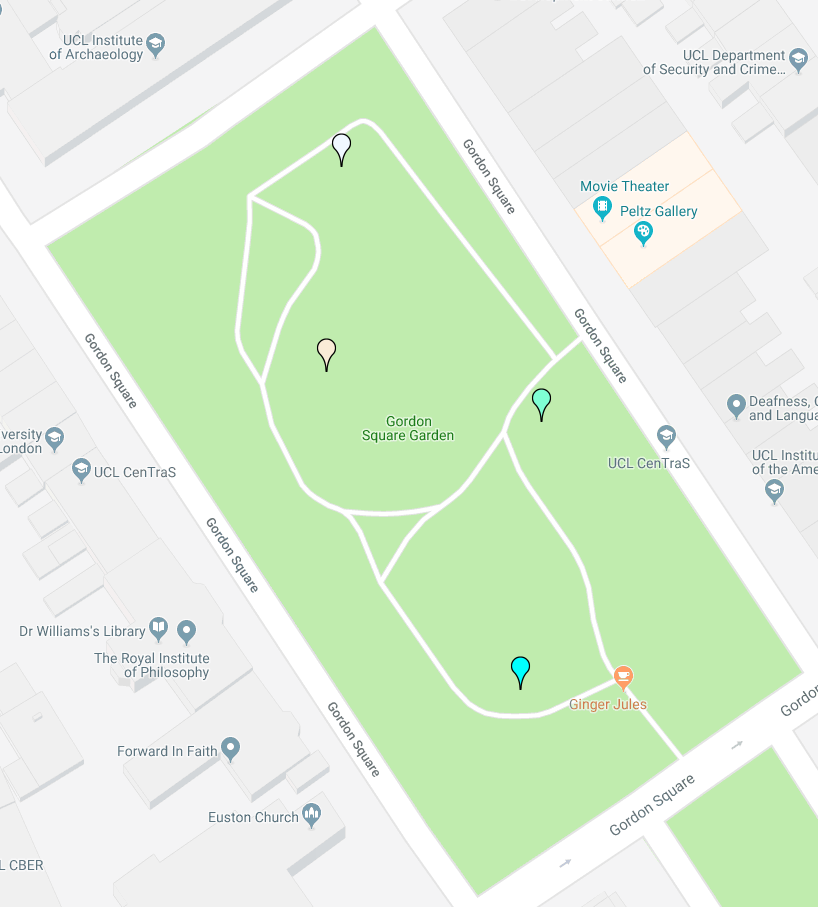 UCL Institute
of Archaeology
UCL Department
of Security and Crime...
Gordon Square
Movie Theater
Peltz Gallery
Gordon Square
Gordon Square
Deafness, C
and Langua
Gordon
Square Garden
versity
London
UCL CenTraS
UCL CenTraS
UCL Institu
of the Ame
Gordon Square
Dr Williams's Library
The Royal Institute
of Philosophy
Ginger Jules
Gordon
Gordon Square
Forward In Faith
Gordon Square
Euston Church
L CBER